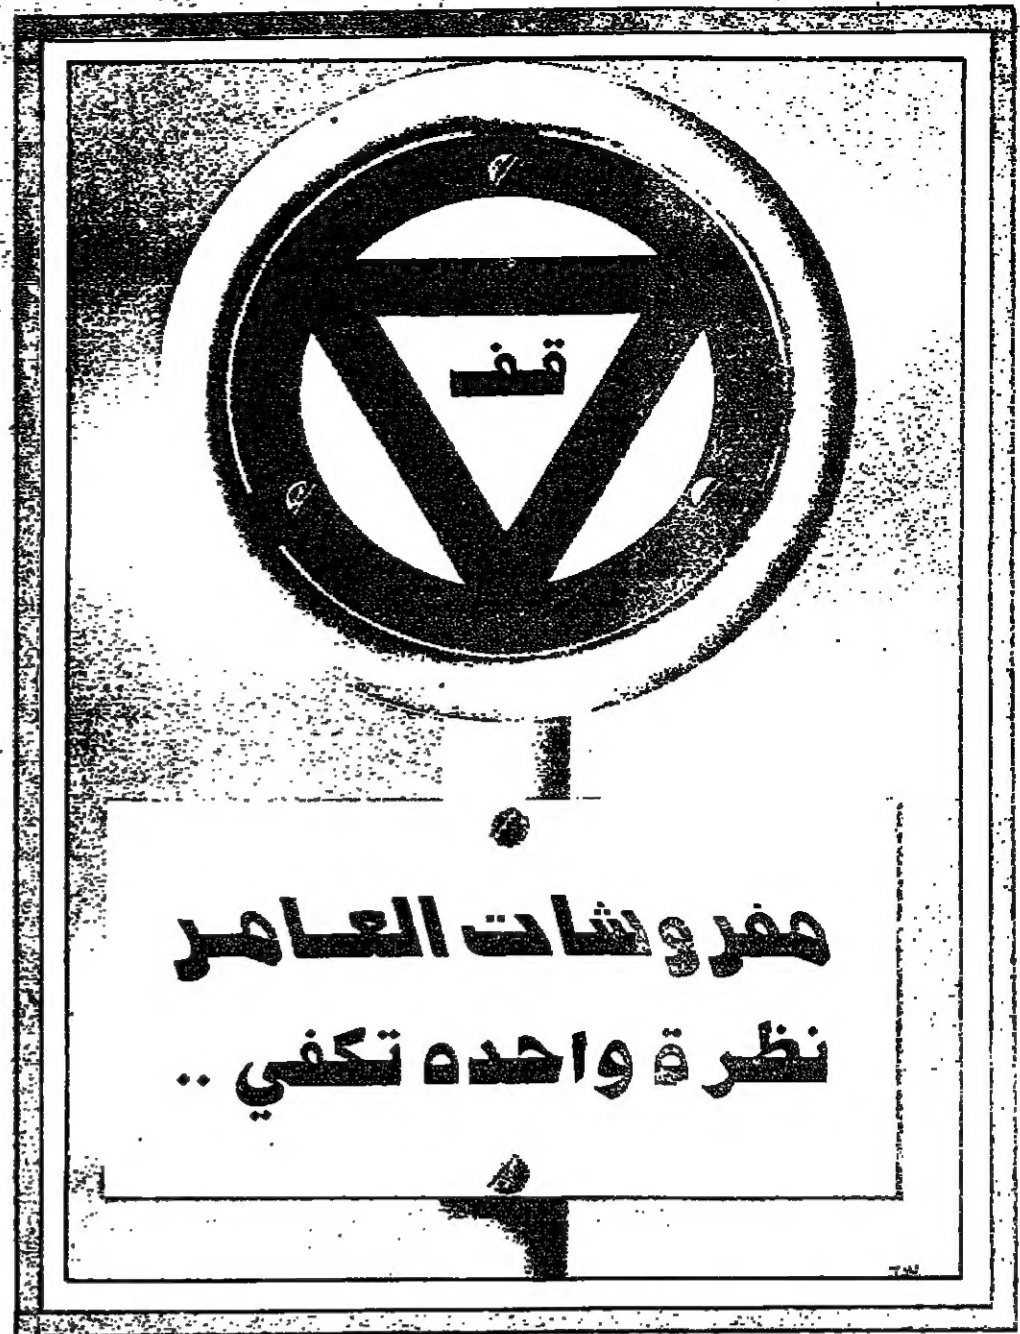 قف
مفروشات العامر
نظرة واحده تكفي ..